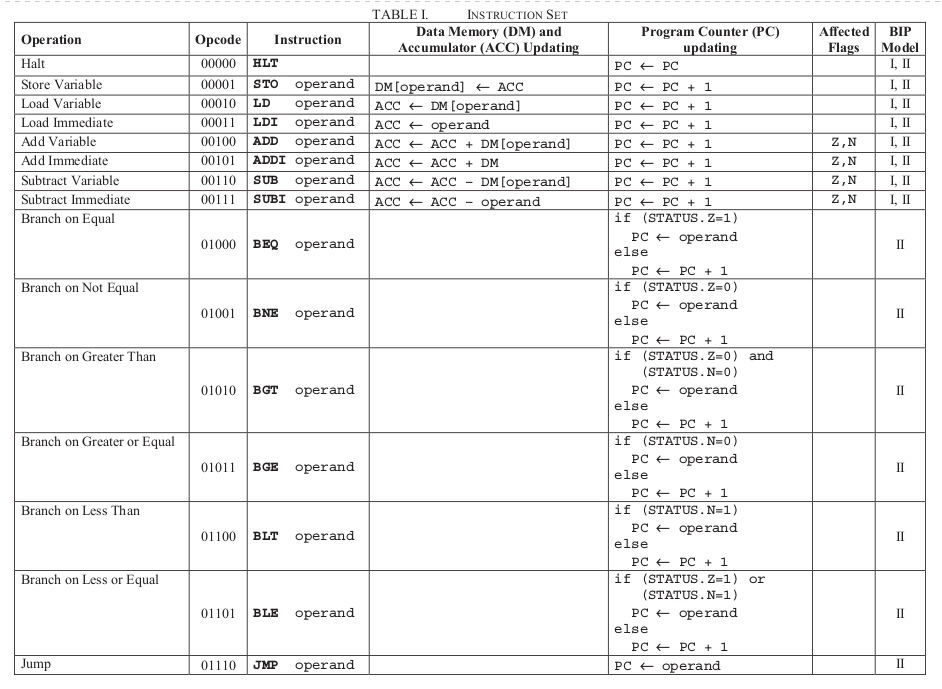 TABLE I. INSTRUCTION SET
Operation Opcode Instruction Data Memory (DM) and Accumulator (ACC) Updating Program Counter (PC) updating Affected Flags BIP Model
Halt 00000 HLT PC ← PC I, II
Store Variable 00001 STO operand DM[operand] ← ACC PC ← PC + 1 I, II
Load Variable 00010 LD operand ACC ← DM[operand] PC ← PC + 1 I, II
Load Immediate 00011 LDI operand ACC ← operand PC ← PC + 1 I, II
Add Variable 00100 ADD operand ACC ← ACC + DM[operand] PC ← PC + 1 Z,N I, II
Add Immediate 00101 ADDI operand ACC ← ACC + DM PC ← PC + 1 Z,N I, II
Subtract Variable 00110 SUB operand ACC ← ACC – DM[operand] PC ← PC + 1 Z,N I, II
Subtract Immediate 00111 SUBI operand ACC ← ACC – operand PC ← PC + 1 Z,N I, II
Branch on Equal if (STATUS.Z=1)
PC ← operand
01000 BEQ operand II
else
PC ← PC + 1
Branch on Not Equal if (STATUS.Z=0)
PC ← operand
01001 BNE operand II
else
PC ← PC + 1
Branch on Greater Than if (STATUS.Z=0) and
(STATUS.N=0)
01010 BGT operand PC ← operand II
else
PC ← PC + 1
Branch on Greater or Equal if (STATUS.N=0)
PC ← operand
01011 BGE operand II
else
PC ← PC + 1
Branch on Less Than if (STATUS.N=1)
PC ← operand
01100 BLT operand II
else
PC ← PC + 1
Branch on Less or Equal if (STATUS.Z=1) or
(STATUS.N=1)
01101 BLE operand PC ← operand II
else
PC ← PC + 1
Jump 01110 JMP operand PC ← operand II